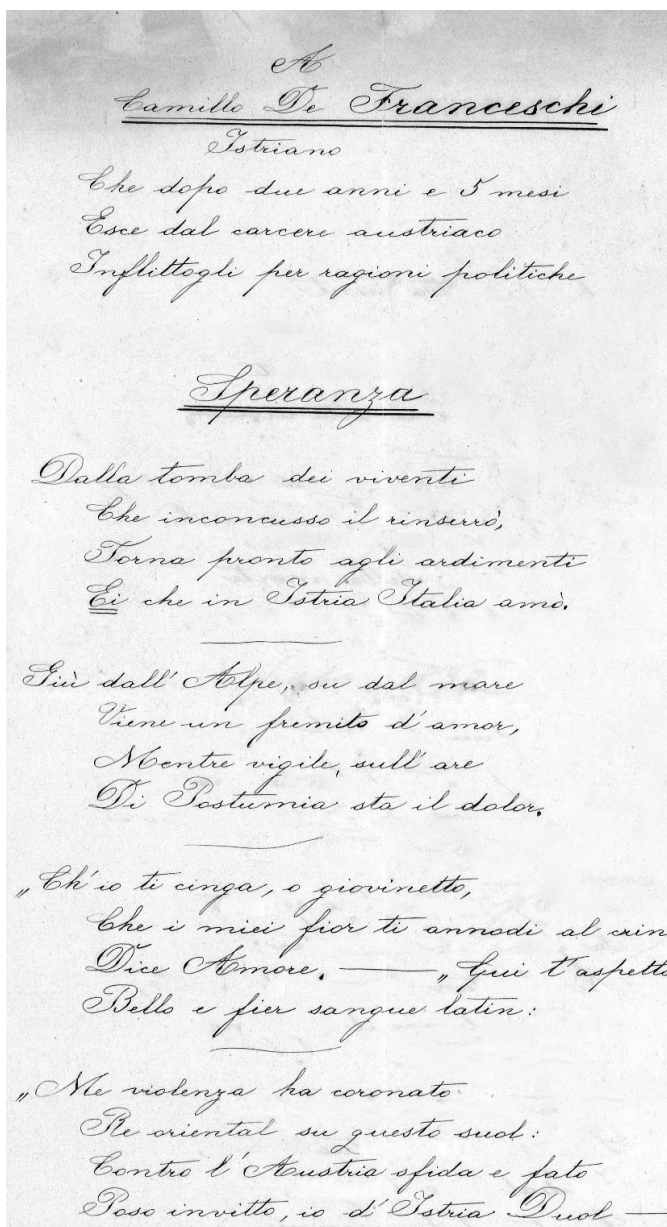 A
Camillo De Franceschi
Istriano
Che dopo due anni e 5 mesi
Esce dal carcere austriaco
Inflittogli per ragioni politiche
Speranza
Dalla tomba dei viventi
Che inconcusso il rinserrò,
Torna pronto agli ardimenti
Ei che in Istria Italia amò.
Giù dall' Alpe, su dal mare
Viene un fremito d' amor,
Mentre vigile, sull' are
Di Postumia sta il dolor.
„Ch' io ti cinga, o giovinetto,
Che i miei fior ti annodi al crin
Dice Amore. — „Qui t' aspetto
Bello e fier sangue latin:
„Me violenza ha coronato
Re oriental su questo suol:
Contro l' Austria sfida e fato
Poso invitto, io d' Istria Duol —